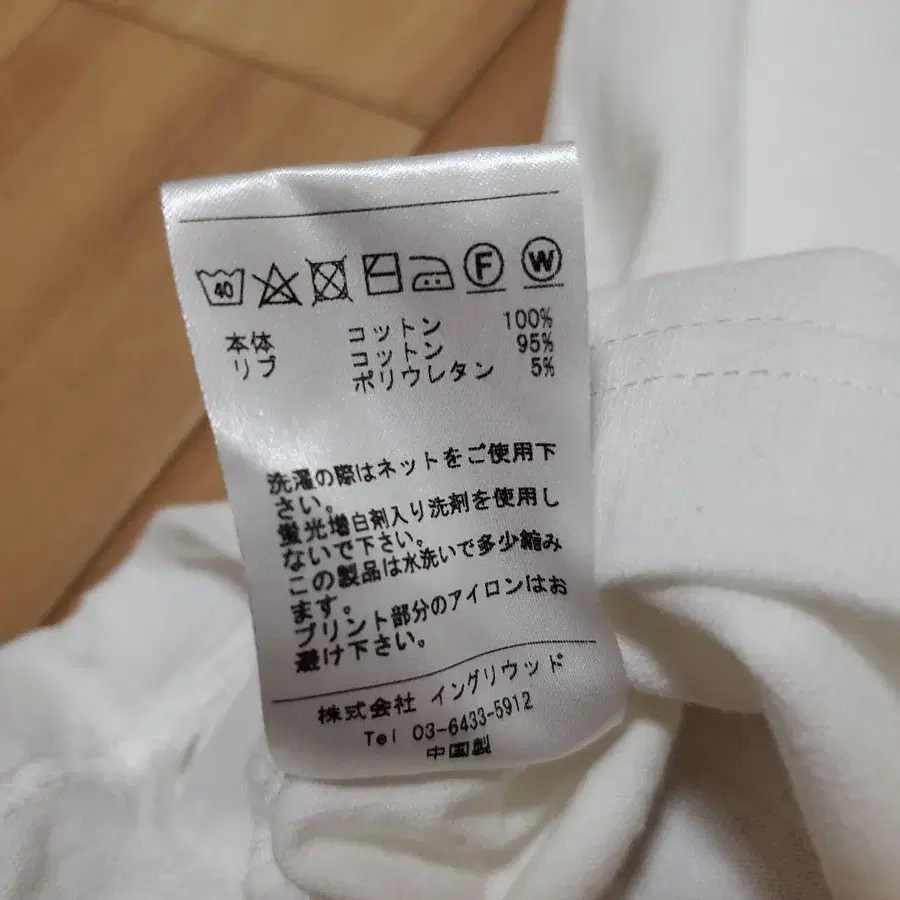 40 F W
本体 コットン 100%
リブ コットン 95%
ポリウレタン 5%
洗濯の際はネットをご使用下
さい。
蛍光増白剤入り洗剤を使用し
ないで下さい。
この製品は水洗いで多少縮み
ます。
プリント部分のアイロンはお
避け下さい。
株式会社 イングリウッド
Tel 03-6433-5912
中国製